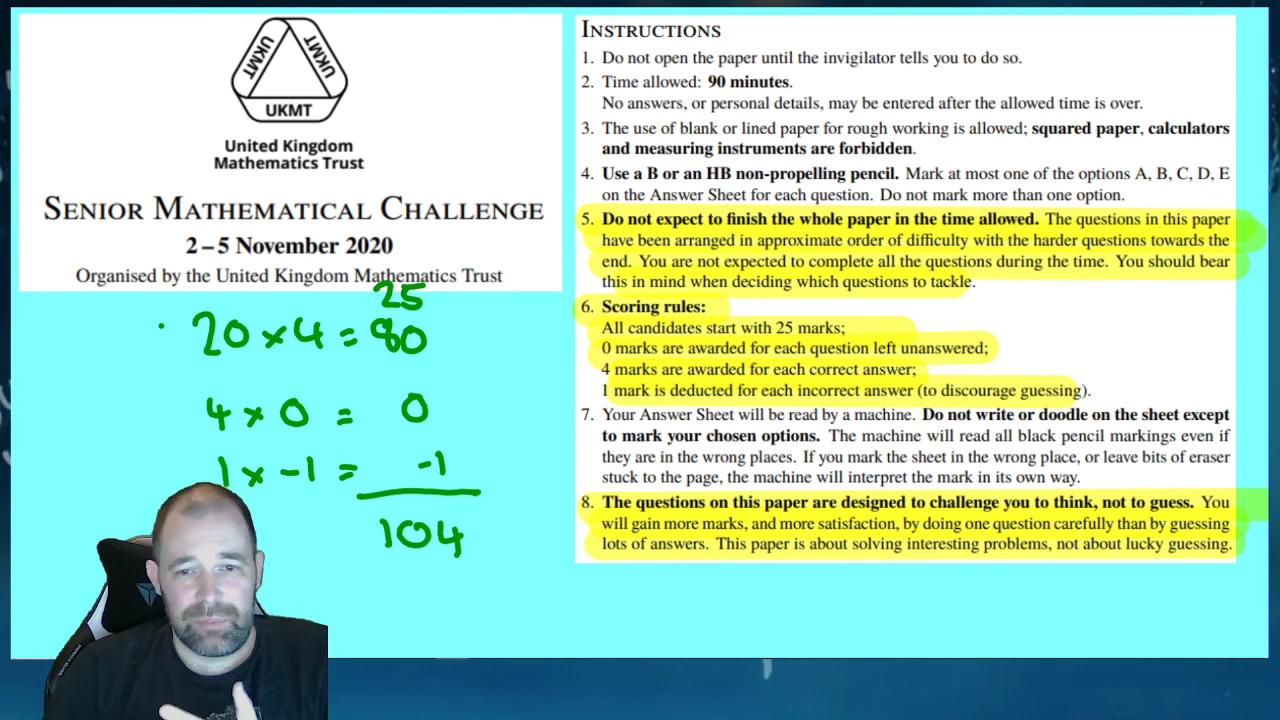 UKMT
UKMT
UKMT
United Kingdom
Mathematics Trust
SENIOR MATHEMATICAL CHALLENGE
2 – 5 November 2020
Organised by the United Kingdom Mathematics Trust
25
20 × 4 = 80
4 × 0 = 0
1 × -1 = -1
104
INSTRUCTIONS
1. Do not open the paper until the invigilator tells you to do so.
2. Time allowed: 90 minutes.
No answers, or personal details, may be entered after the allowed time is over.
3. The use of blank or lined paper for rough working is allowed; squared paper, calculators
and measuring instruments are forbidden.
4. Use a B or an HB non-propelling pencil. Mark at most one of the options A, B, C, D, E
on the Answer Sheet for each question. Do not mark more than one option.
5. Do not expect to finish the whole paper in the time allowed. The questions in this paper
have been arranged in approximate order of difficulty with the harder questions towards the
end. You are not expected to complete all the questions during the time. You should bear
this in mind when deciding which questions to tackle.
6. Scoring rules:
All candidates start with 25 marks;
0 marks are awarded for each question left unanswered;
4 marks are awarded for each correct answer;
1 mark is deducted for each incorrect answer (to discourage guessing).
7. Your Answer Sheet will be read by a machine. Do not write or doodle on the sheet except
to mark your chosen options. The machine will read all black pencil markings even if
they are in the wrong places. If you mark the sheet in the wrong place, or leave bits of eraser
stuck to the page, the machine will interpret the mark in its own way.
8. The questions on this paper are designed to challenge you to think, not to guess. You
will gain more marks, and more satisfaction, by doing one question carefully than by guessing
lots of answers. This paper is about solving interesting problems, not about lucky guessing.